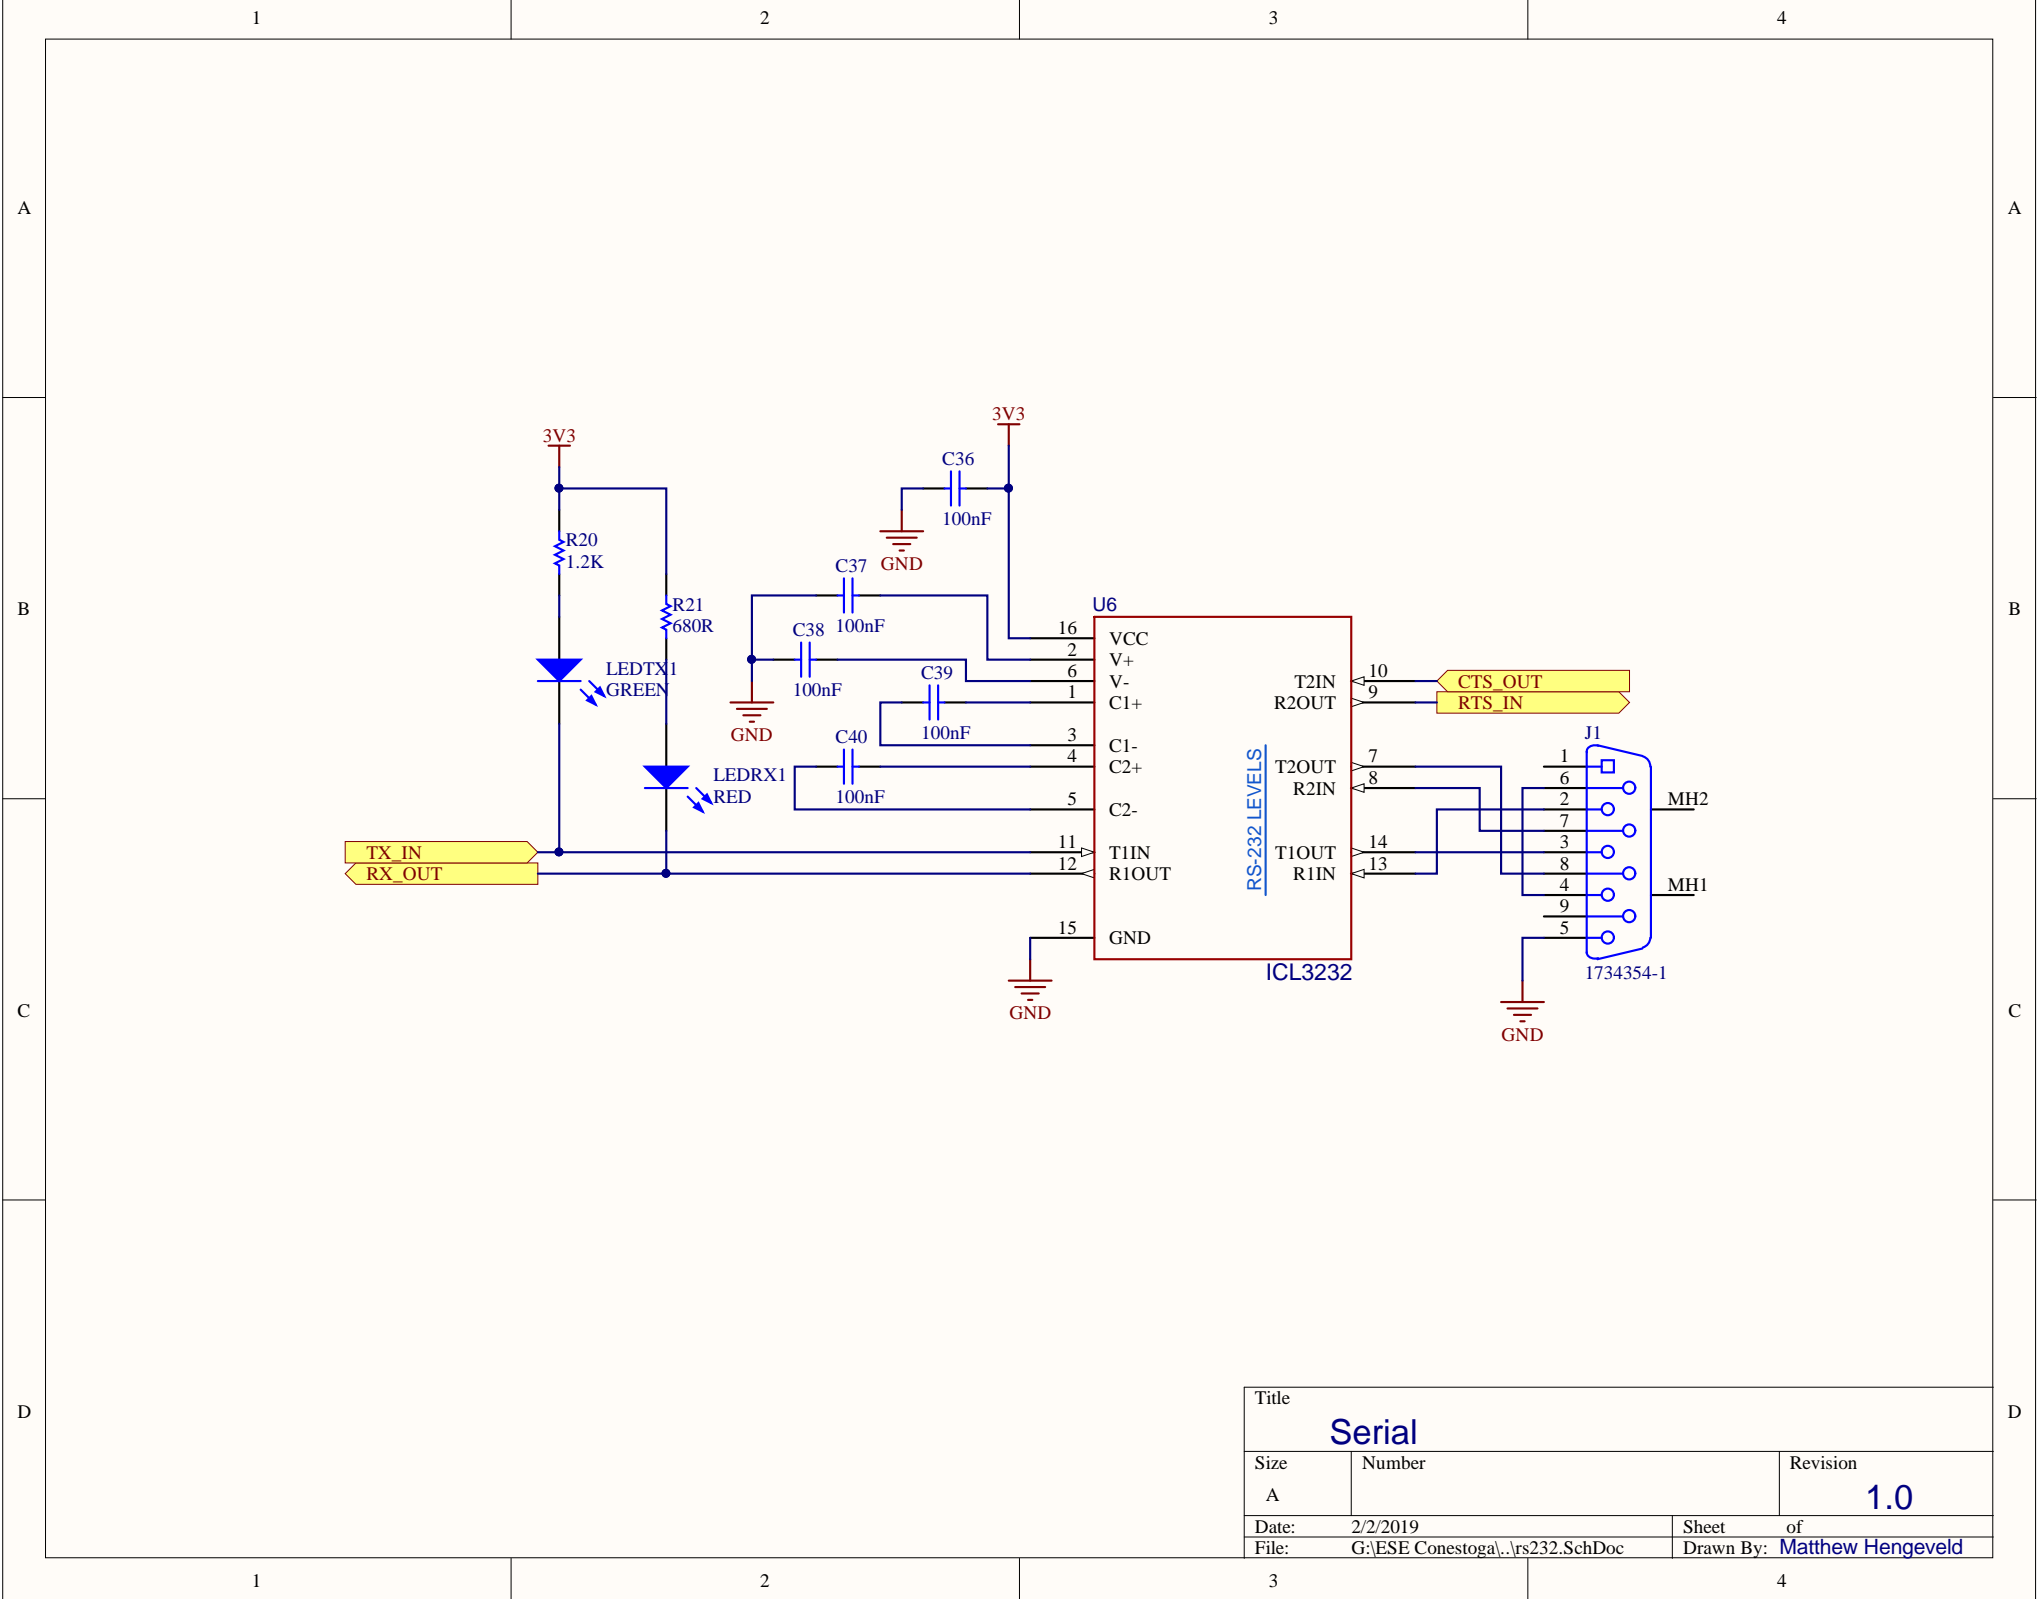 1 2 3 4
A A
3V3
3V3
C36
100nF
GND
R20
1.2K
C37
100nF
R21
680R
B B
U6
C38
100nF
16 VCC
2 V+
6 V-
1 C1+
3 C1-
4 C2+
5 C2-
11 T1IN
12 R1OUT
15 GND
LEDTX1
GREEN
C39
100nF
GND
C40
100nF
LEDRX1
RED
T2IN 10
R2OUT 9
CTS_OUT
RTS_IN
T2OUT 7
R2IN 8
T1OUT 14
R1IN 13
RS-232 LEVELS
J1
1
6
2
7
3
8
4
9
5
MH2
MH1
1734354-1
TX_IN
RX_OUT
ICL3232
GND
GND
C C
D D
Title
Serial
Size Number Revision
A 1.0
Date: 2/2/2019 Sheet of
File: G:\ESE Conestoga\..\rs232.SchDoc Drawn By: Matthew Hengeveld
1 2 3 4